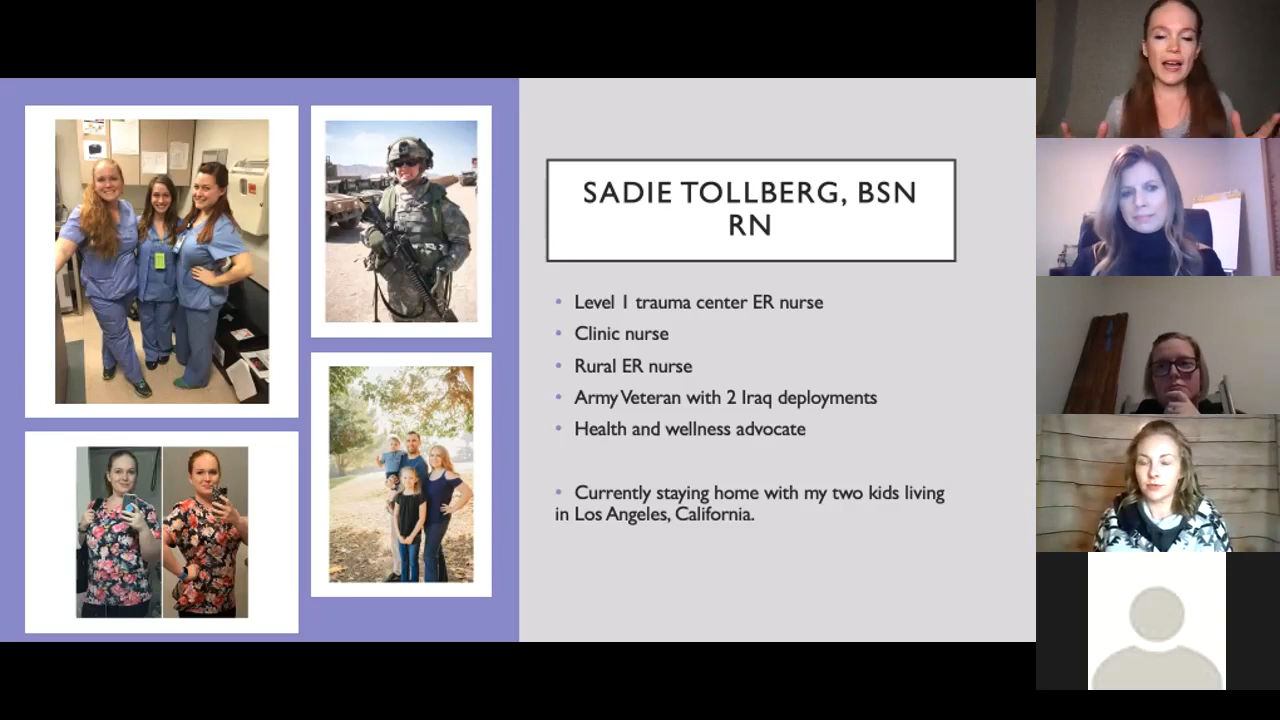 SADIE TOLLBERG, BSN
RN
• Level 1 trauma center ER nurse
• Clinic nurse
• Rural ER nurse
• Army Veteran with 2 Iraq deployments
• Health and wellness advocate
• Currently staying home with my two kids living
in Los Angeles, California.